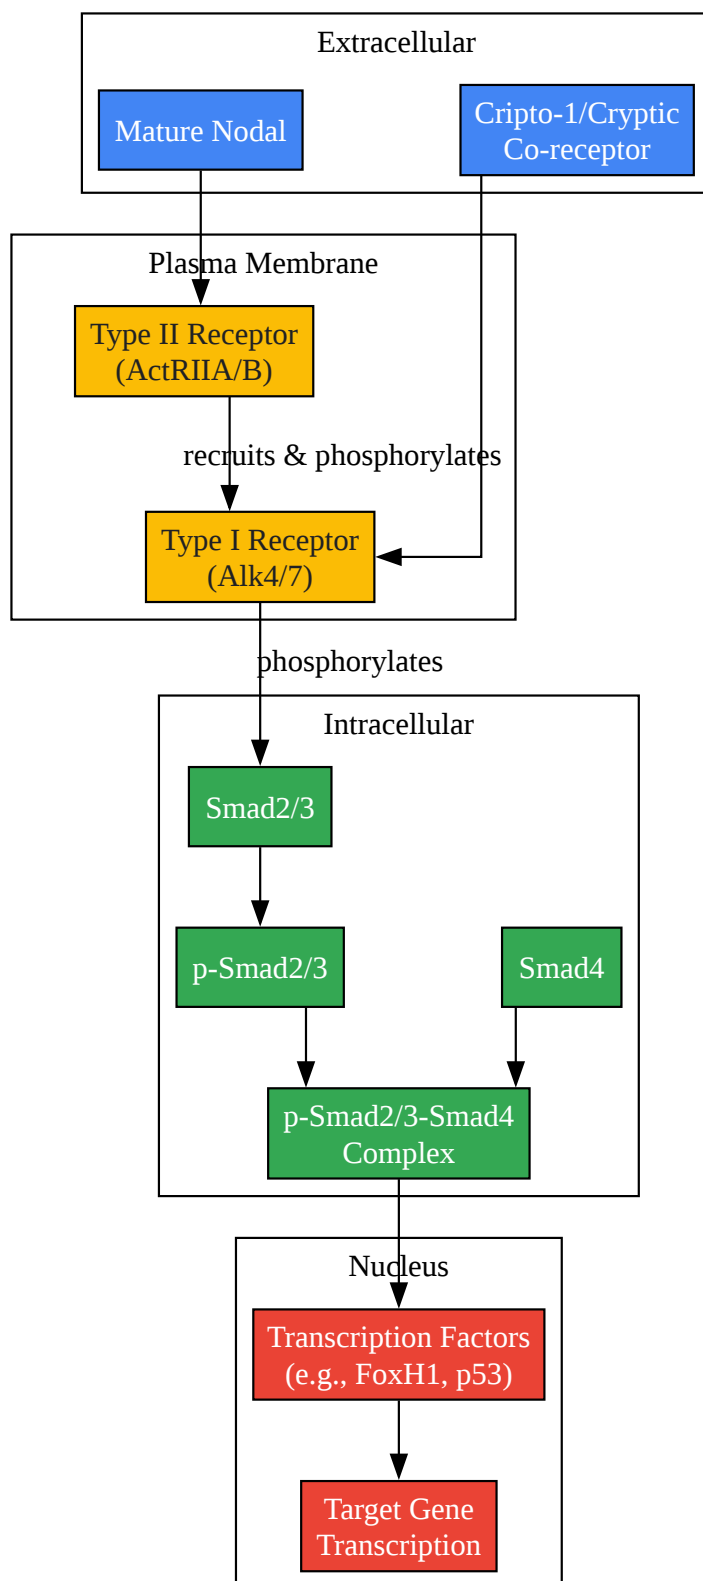 Extracellular
Mature Nodal
Cripto-1/Cryptic
Co-receptor
Plasma Membrane
Type II Receptor
(ActRIIA/B)
recruits & phosphorylates
Type I Receptor
(Alk4/7)
phosphorylates
Intracellular
Smad2/3
p-Smad2/3
Smad4
p-Smad2/3-Smad4
Complex
Nucleus
Transcription Factors
(e.g., FoxH1, p53)
Target Gene
Transcription